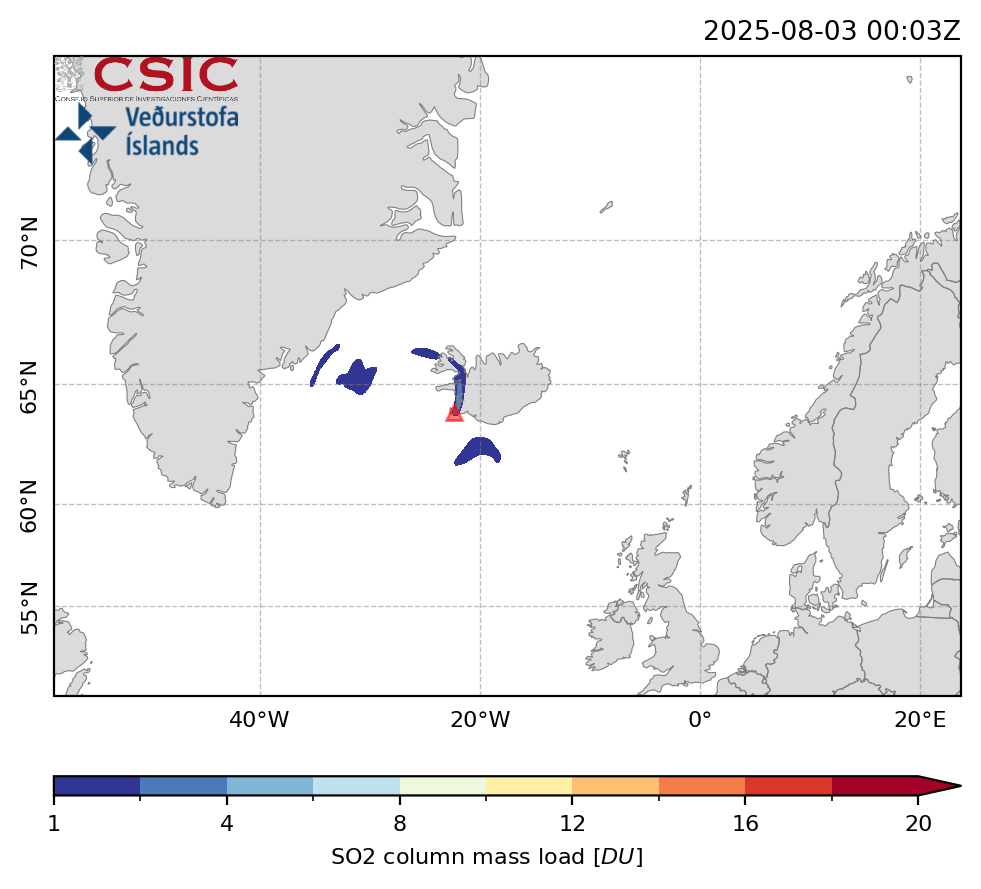 2025-08-03 00:03Z
CSIC
CONSEJO SUPERIOR DE INVESTIGACIONES CIENTÍFICAS
Veðurstofa
Íslands
70°N
65°N
60°N
55°N
40°W 20°W 0° 20°E
1 4 8 12 16 20
SO2 column mass load [DU]